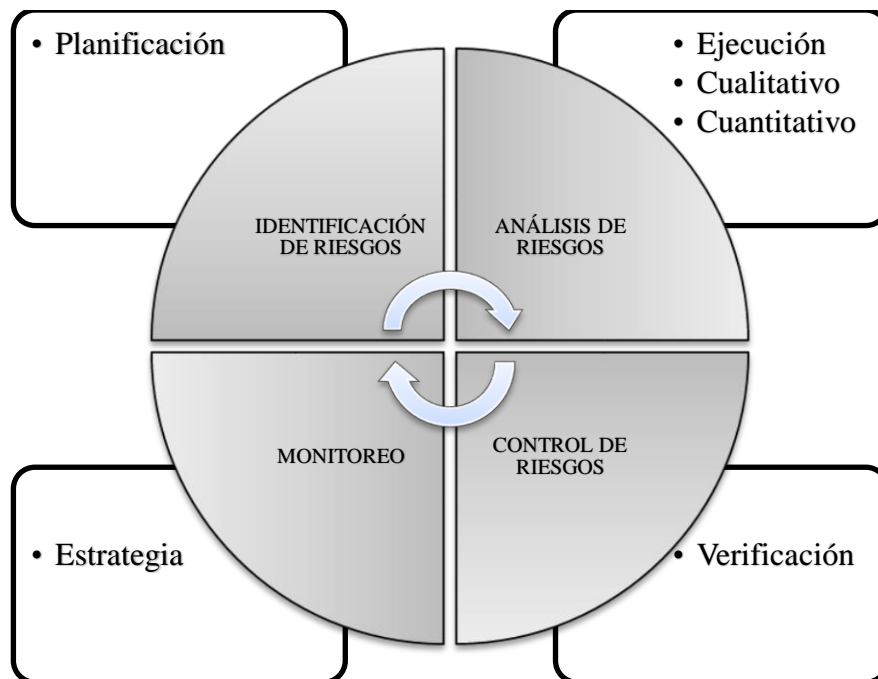 • Planificación
• Ejecución
• Cualitativo
• Cuantitativo
IDENTIFICACIÓN
DE RIESGOS
ANÁLISIS DE
RIESGOS
MONITOREO
CONTROL DE
RIESGOS
• Estrategia
• Verificación